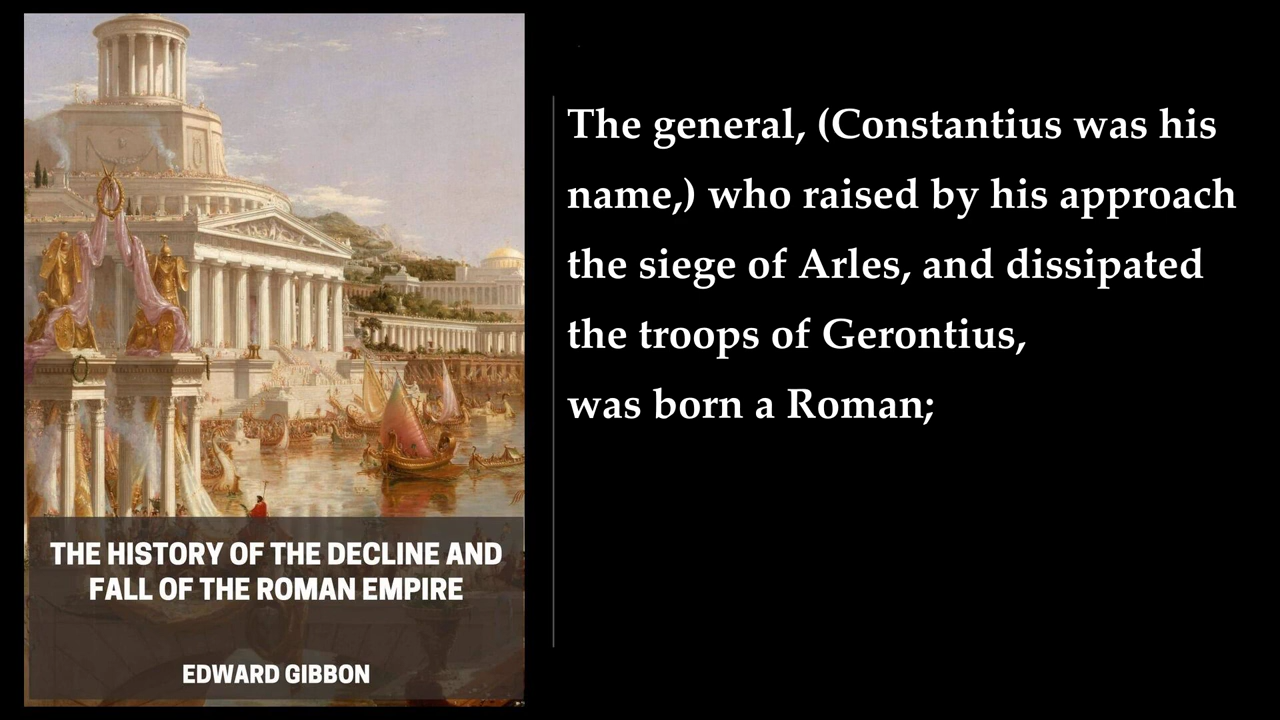 THE HISTORY OF THE DECLINE AND
FALL OF THE ROMAN EMPIRE
EDWARD GIBBON
The general, (Constantius was his
name,) who raised by his approach
the siege of Arles, and dissipated
the troops of Gerontius,
was born a Roman;